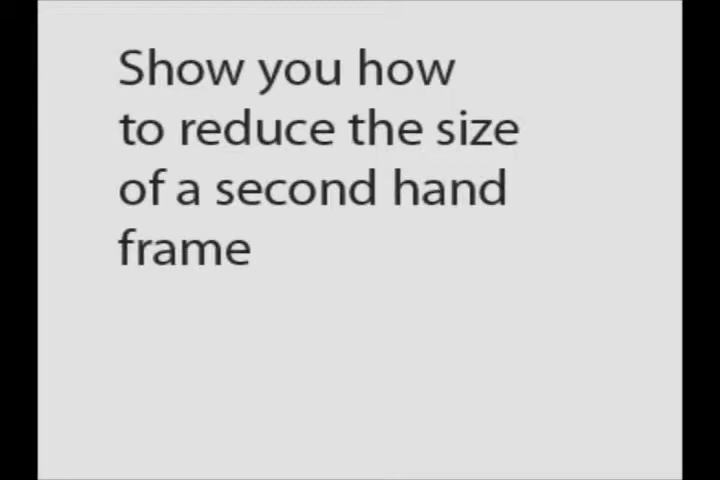 Show you how
to reduce the size
of a second hand
frame